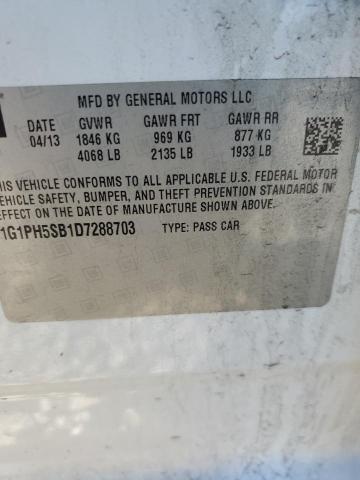 MFD BY GENERAL MOTORS LLC
DATE GVWR GAWR FRT GAWR RR
04/13 1846 KG 969 KG 877 KG
4068 LB 2135 LB 1933 LB
HIS VEHICLE CONFORMS TO ALL APPLICABLE U.S. FEDERAL MOTOR
VEHICLE SAFETY, BUMPER, AND THEFT PREVENTION STANDARDS IN
EFFECT ON THE DATE OF MANUFACTURE SHOWN ABOVE.
1G1PH5SB1D7288703 TYPE: PASS CAR